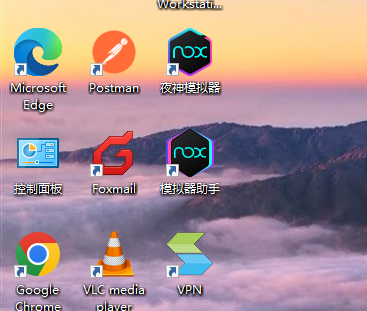 Workstati...
Microsoft
Edge
Postman
nox
夜神模拟器
控制面板
Foxmail
nox
模拟器助手
Google
Chrome
VLC media
player
VPN